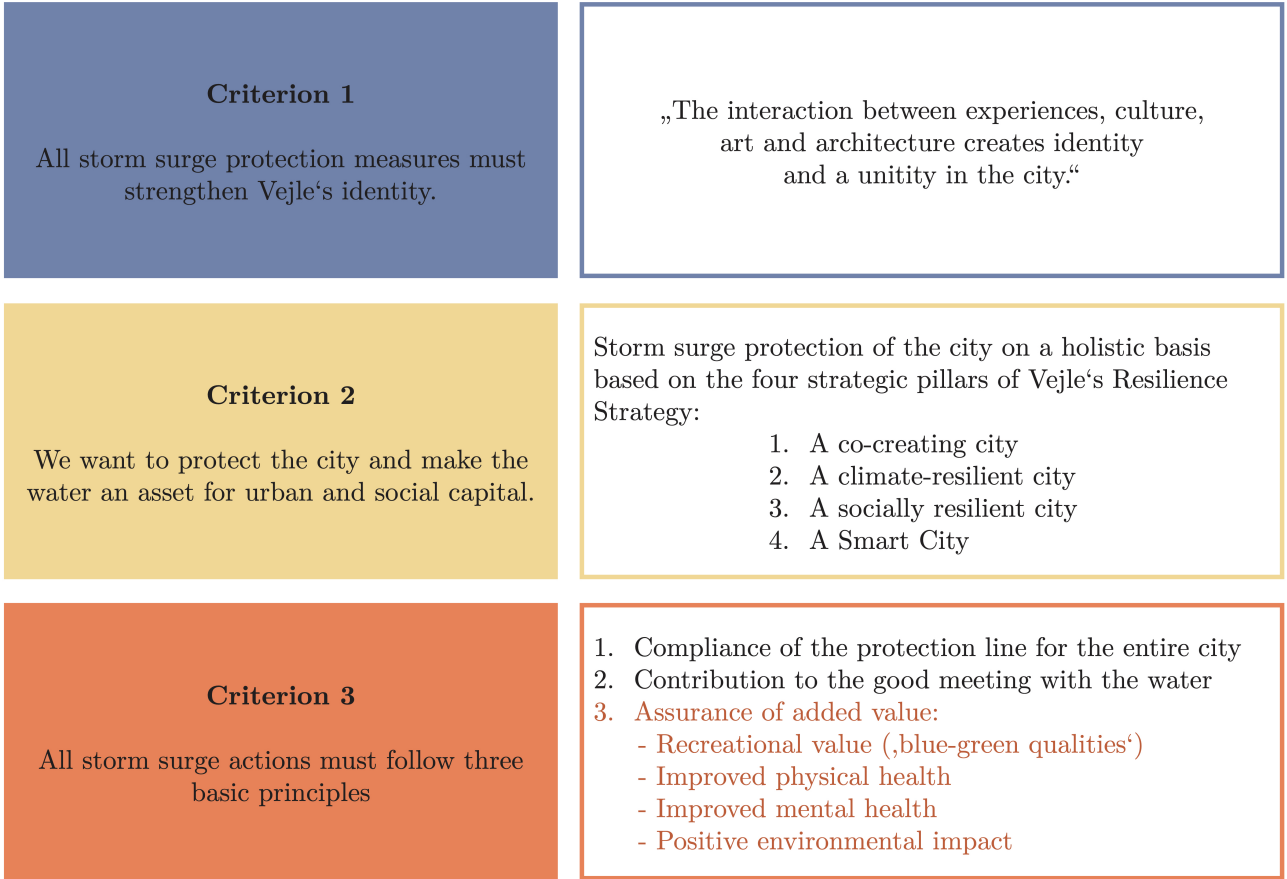 Criterion 1
All storm surge protection measures must
strengthen Vejle‘s identity.
„The interaction between experiences, culture,
art and architecture creates identity
and a unitity in the city.“
Criterion 2
We want to protect the city and make the
water an asset for urban and social capital.
Storm surge protection of the city on a holistic basis
based on the four strategic pillars of Vejle‘s Resilience
Strategy:
1. A co-creating city
2. A climate-resilient city
3. A socially resilient city
4. A Smart City
Criterion 3
All storm surge actions must follow three
basic principles
1. Compliance of the protection line for the entire city
2. Contribution to the good meeting with the water
3. Assurance of added value:
- Recreational value (‚blue-green qualities‘)
- Improved physical health
- Improved mental health
- Positive environmental impact